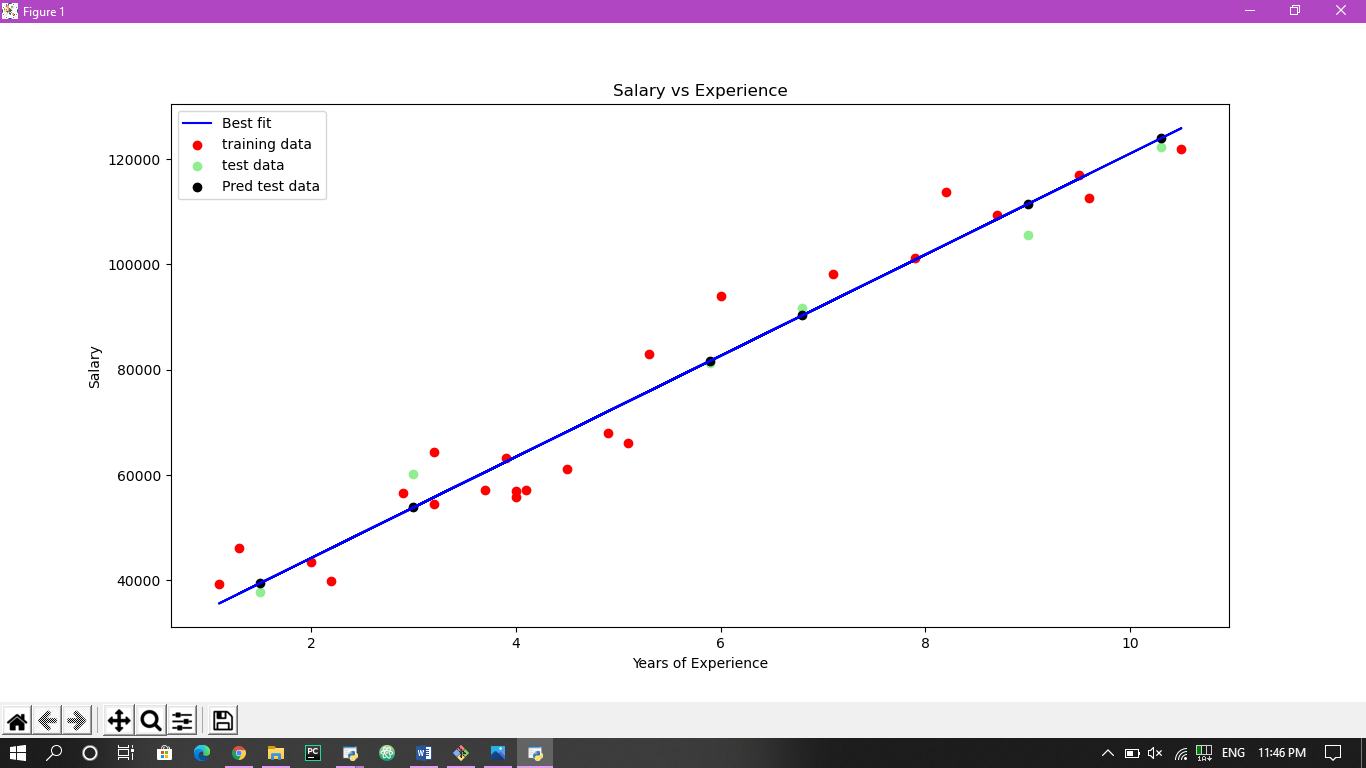 Figure 1
Salary vs Experience
Best fit
training data
test data
Pred test data
120000
100000
80000
60000
40000
Salary
2 4 6 8 10
Years of Experience
PC W ENG 11:46 PM